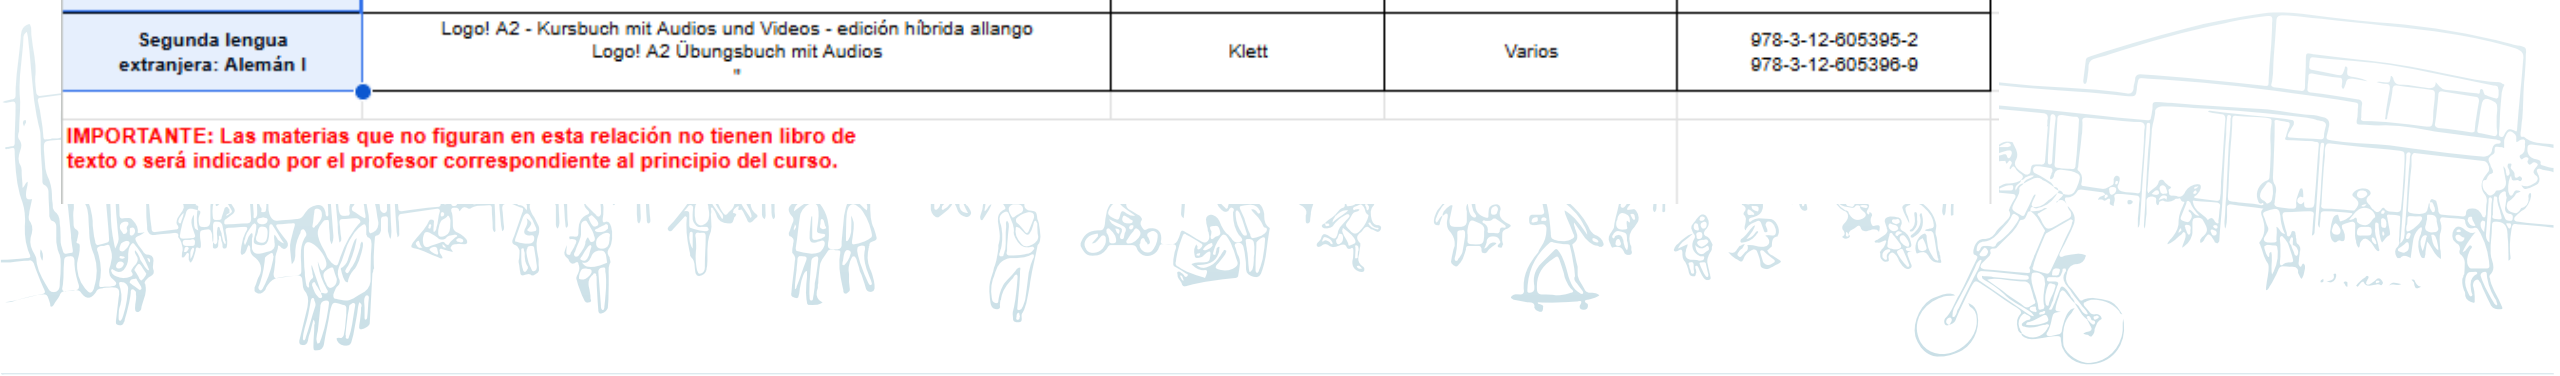 Segunda lengua
extranjera: Alemán I
Logo! A2 - Kursbuch mit Audios und Videos - edición híbrida allango
Logo! A2 Übungsbuch mit Audios
"
Klett
Varios
978-3-12-605395-2
978-3-12-605396-9
IMPORTANTE: Las materias que no figuran en esta relación no tienen libro de
texto o será indicado por el profesor correspondiente al principio del curso.